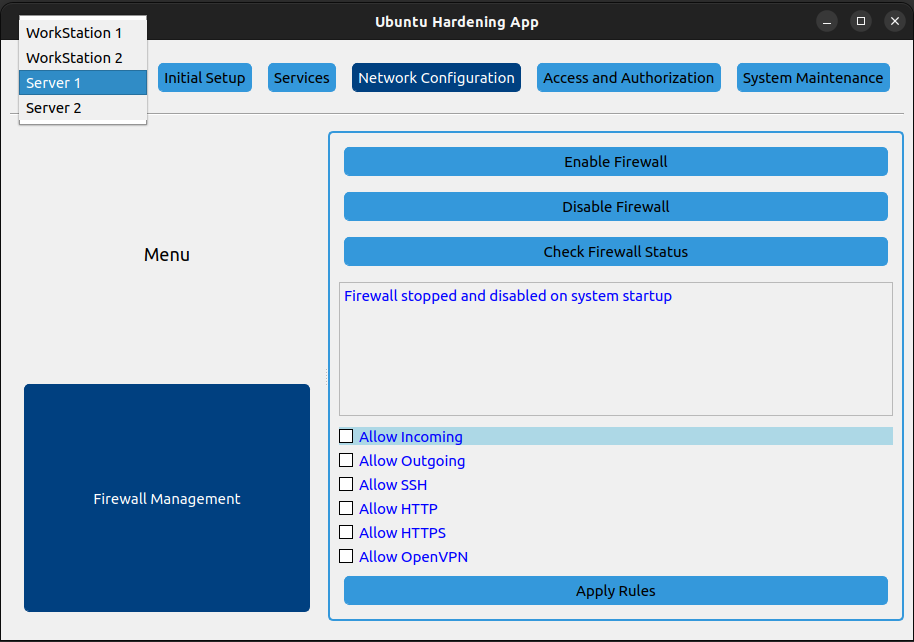 Ubuntu Hardening App
WorkStation 1
WorkStation 2
Server 1
Server 2
Initial Setup
Services
Network Configuration
Access and Authorization
System Maintenance
Menu
Firewall Management
Enable Firewall
Disable Firewall
Check Firewall Status
Firewall stopped and disabled on system startup
Allow Incoming
Allow Outgoing
Allow SSH
Allow HTTP
Allow HTTPS
Allow OpenVPN
Apply Rules